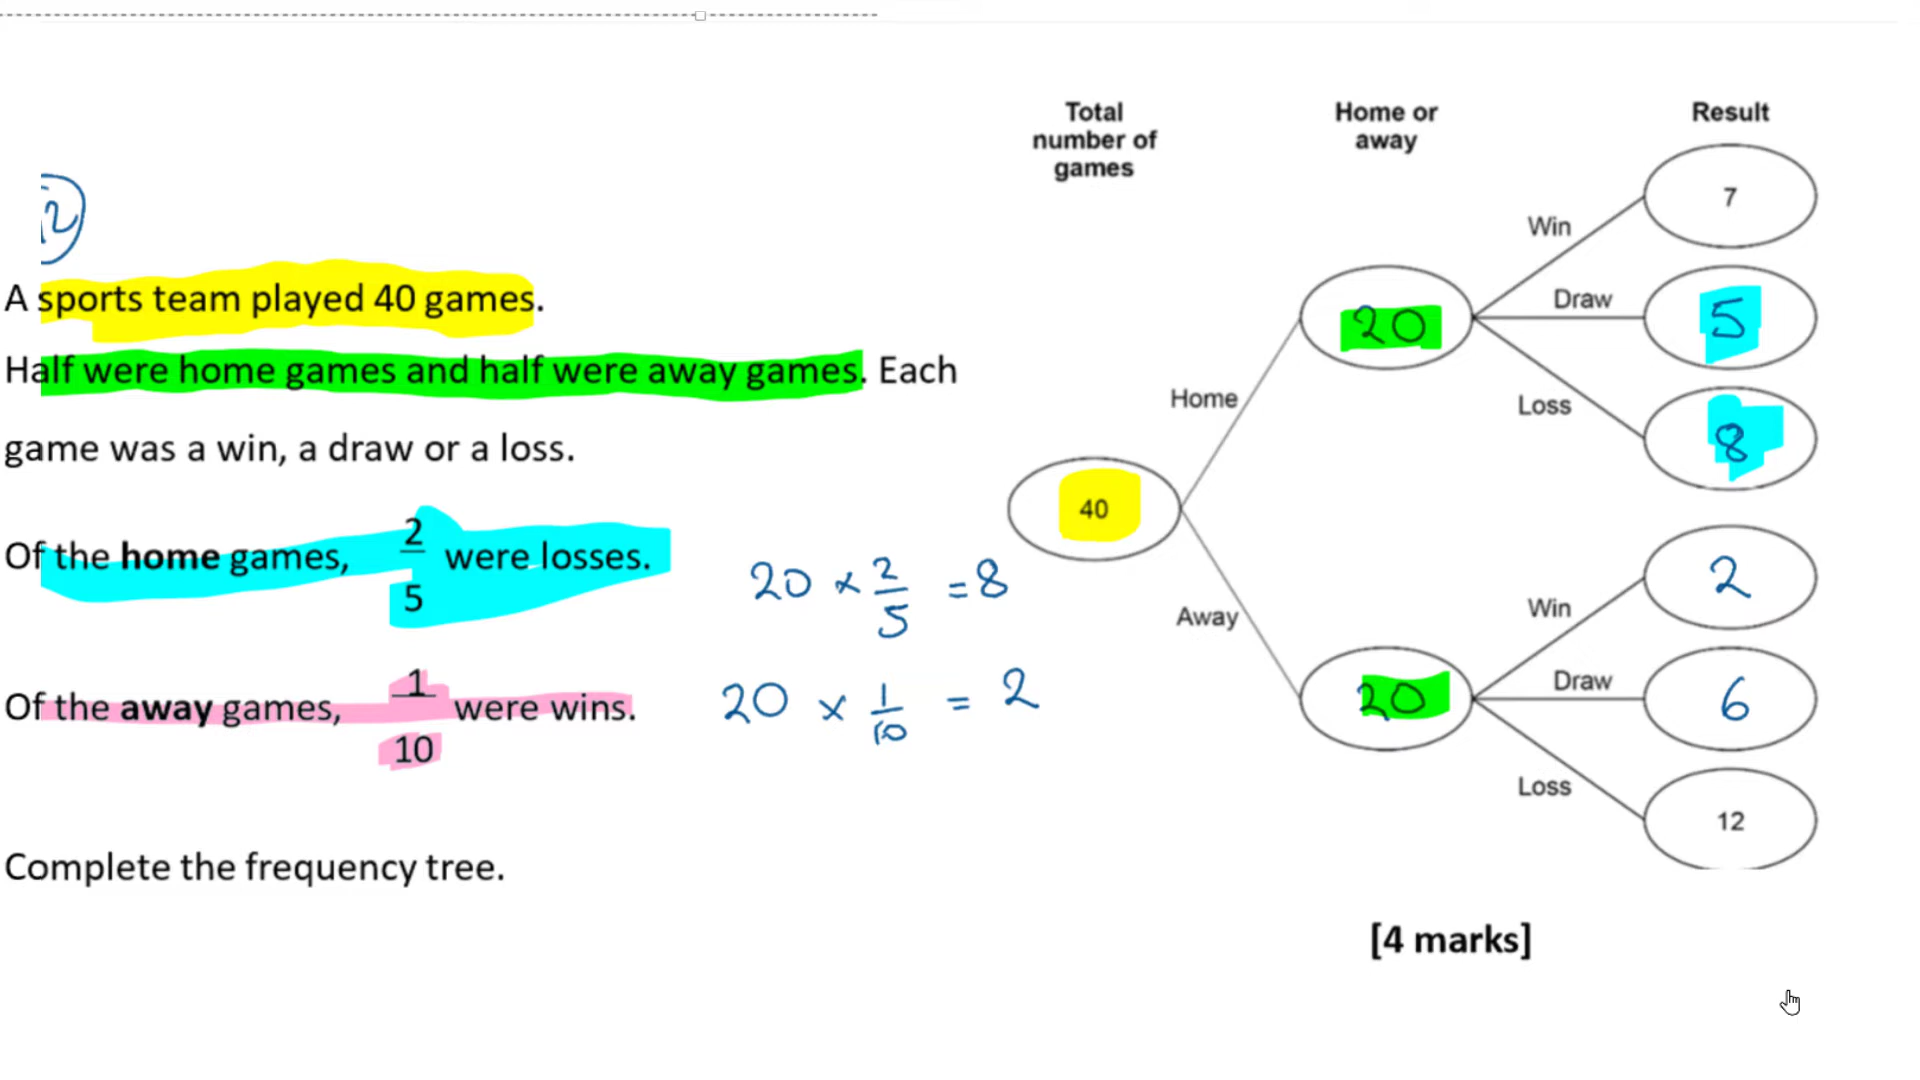 12
A sports team played 40 games.
Half were home games and half were away games. Each
game was a win, a draw or a loss.
Of the home games, 2/5 were losses.
20 × 2/5 = 8
Of the away games, 1/10 were wins.
20 × 1/10 = 2
Complete the frequency tree.
Total
number of
games
Home or
away
Result
40
Home
20
Win
7
Draw
5
Loss
8
Away
20
Win
2
Draw
6
Loss
12
[4 marks]